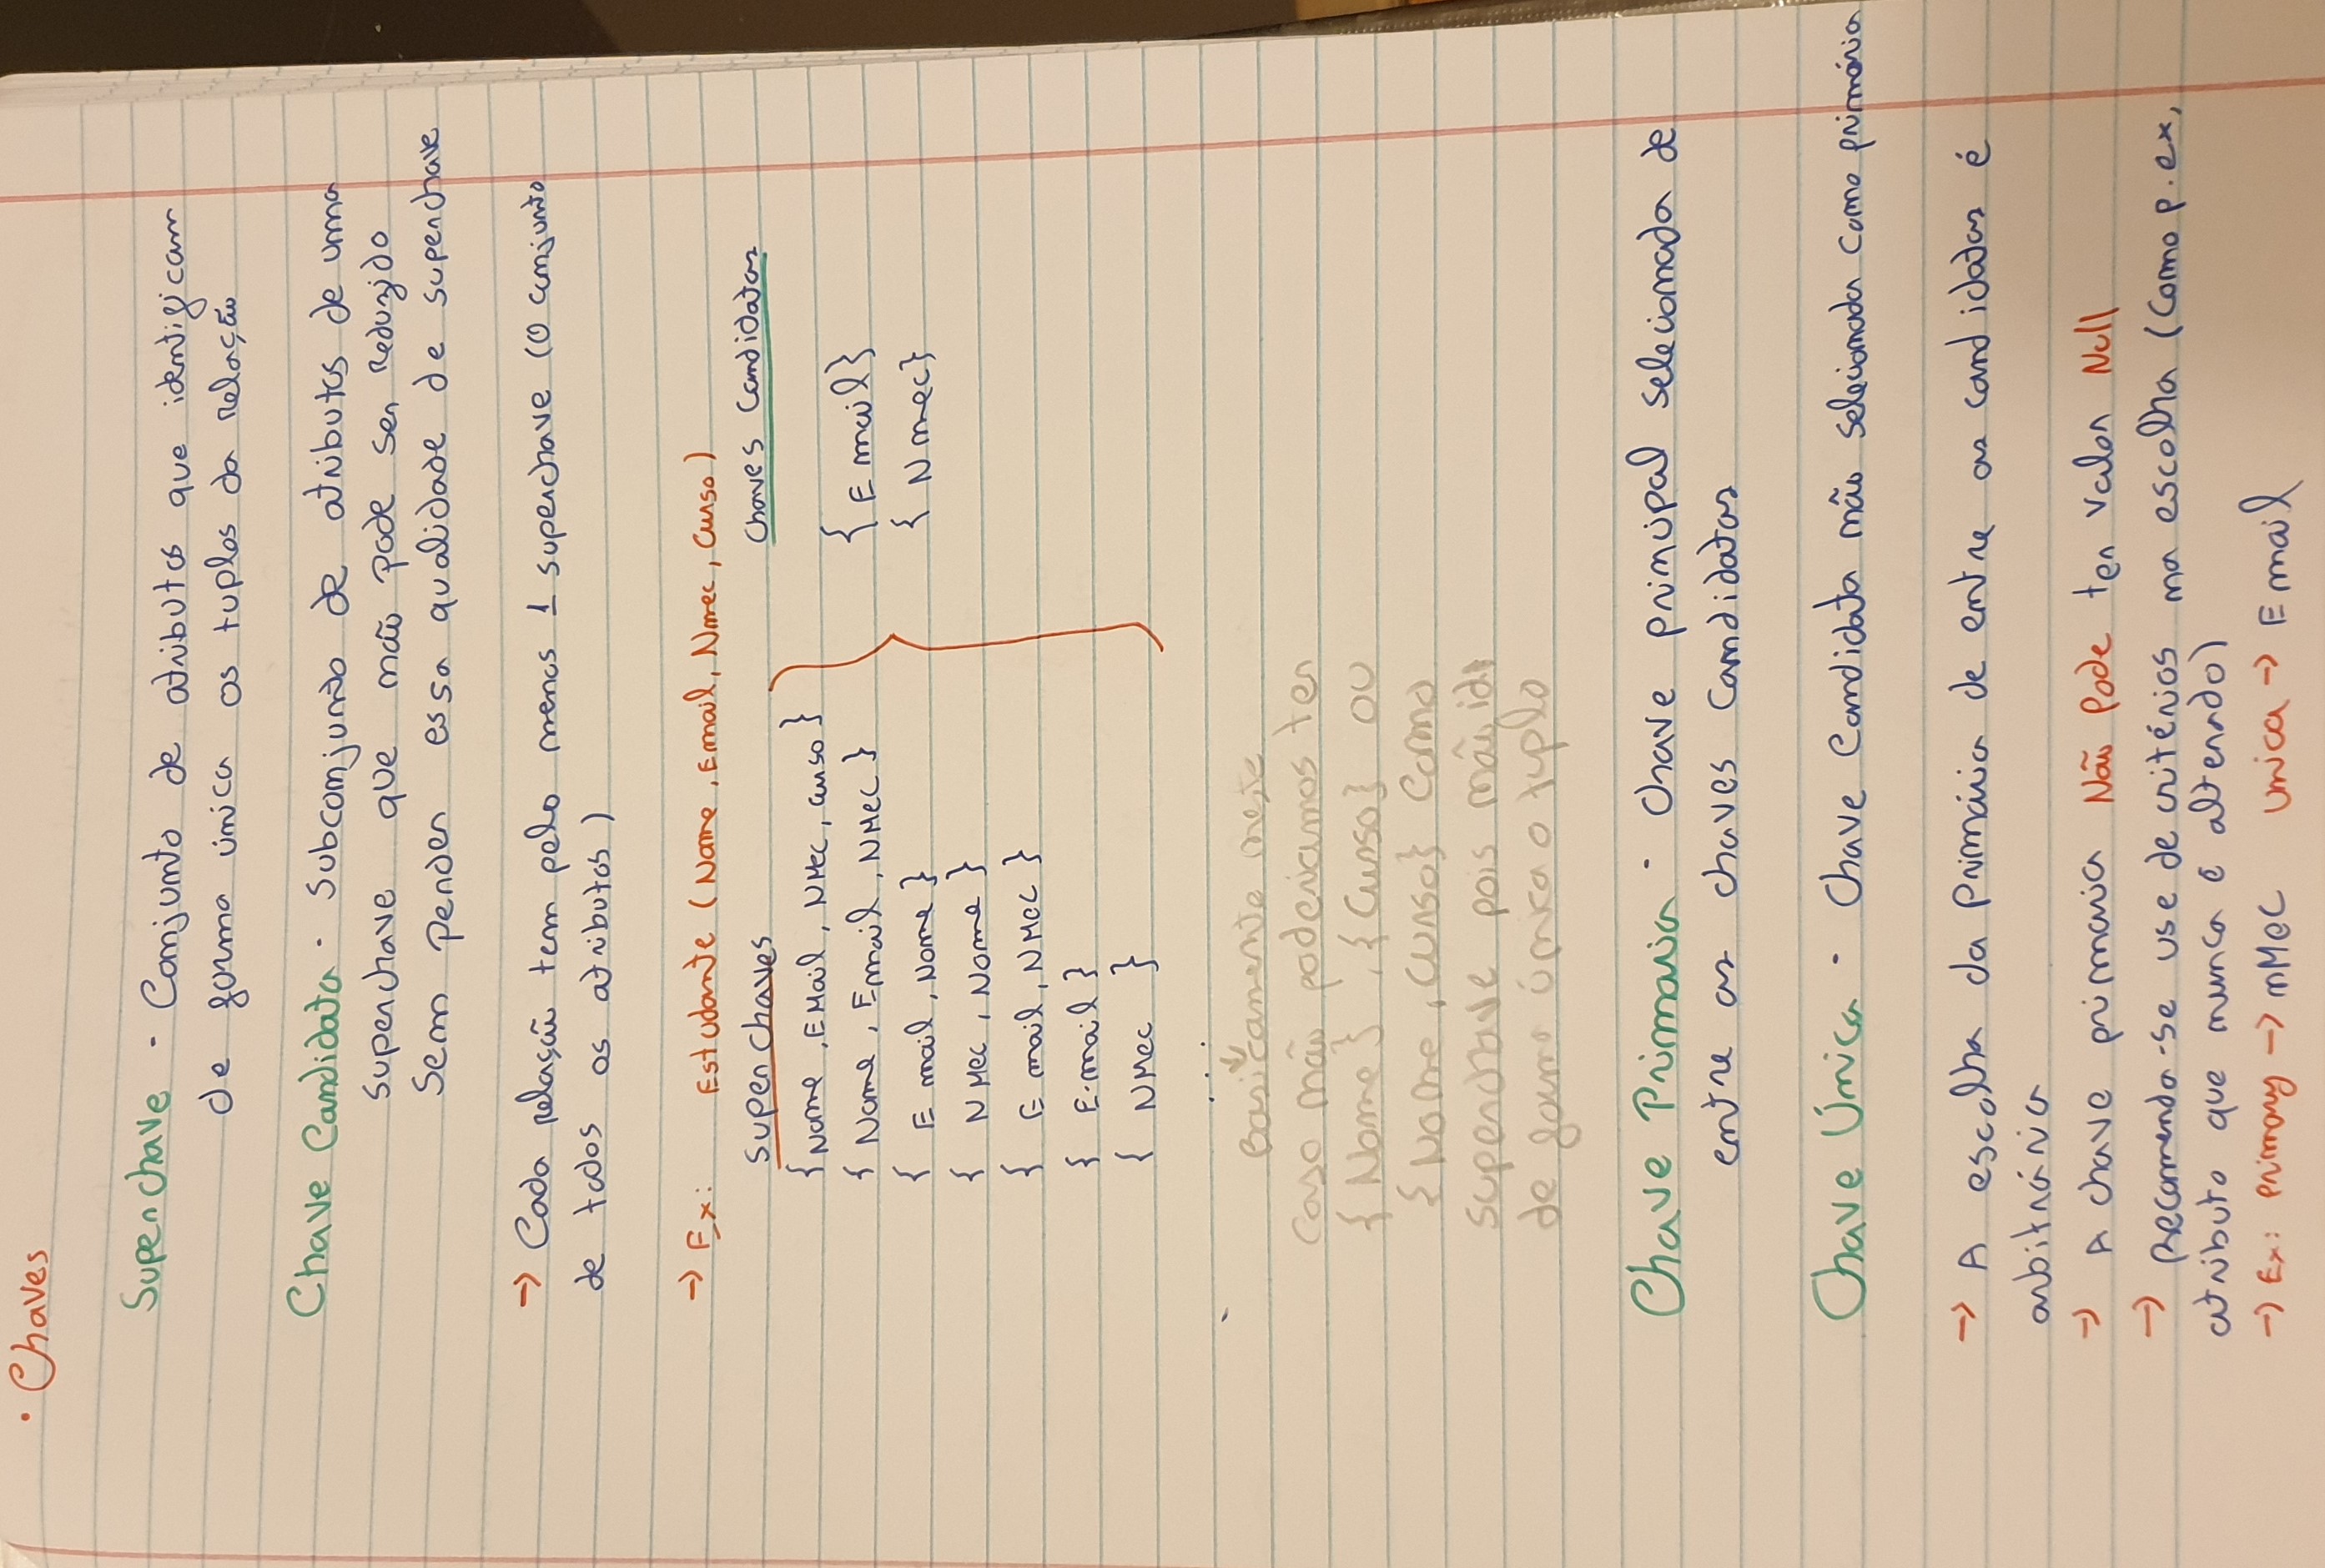 • Chaves
Superchave - Conjunto de atributos que identificam
de forma única os tuplos da relação
Chave Candidata - Subconjunto de atributos de uma
superchave que não pode ser reduzido
sem perder essa qualidade de superchave
→ Cada relação tem pelo menos 1 superchave (O conjunto
de todos os atributos)
→ Ex: Estudante (Nome, Email, Nmec, Curso)
Superchaves Chaves Candidatas
{Nome, EMail, NMec, curso}
{Nome, Email, NMec} {Email}
{Email, Nome} {Nmec}
{NMec, Nome}
{Email, NMec}
{E-mail}
{NMec}
...
Basicamente neste
caso não poderiamos ter
{Nome}, {Curso} ou
{Nome, Curso} como
superchave pois não id.
de forma única o tuplo
Chave Primaria - Chave principal selecionada de
entre as chaves candidatas
Chave Única - Chave Candidata não selecionada como primária
→ A escolha da Primária de entre as candidatas é
arbitrária
→ A chave primaria Não Pode ter valor Null
→ Recomenda-se use de critérios na escolha (Como p.ex,
atributo que nunca é alterado)
→ Ex: Primary → nMec Unica → Email